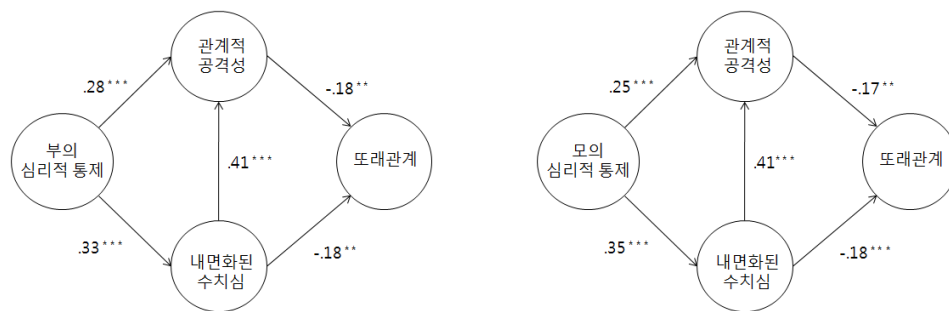 관계적
공격성
.28***
-.18**
부의
심리적 통제
.41***
또래관계
.33***
-.18**
내면화된
수치심
관계적
공격성
.25***
-.17**
모의
심리적 통제
.41***
또래관계
.35***
-.18***
내면화된
수치심